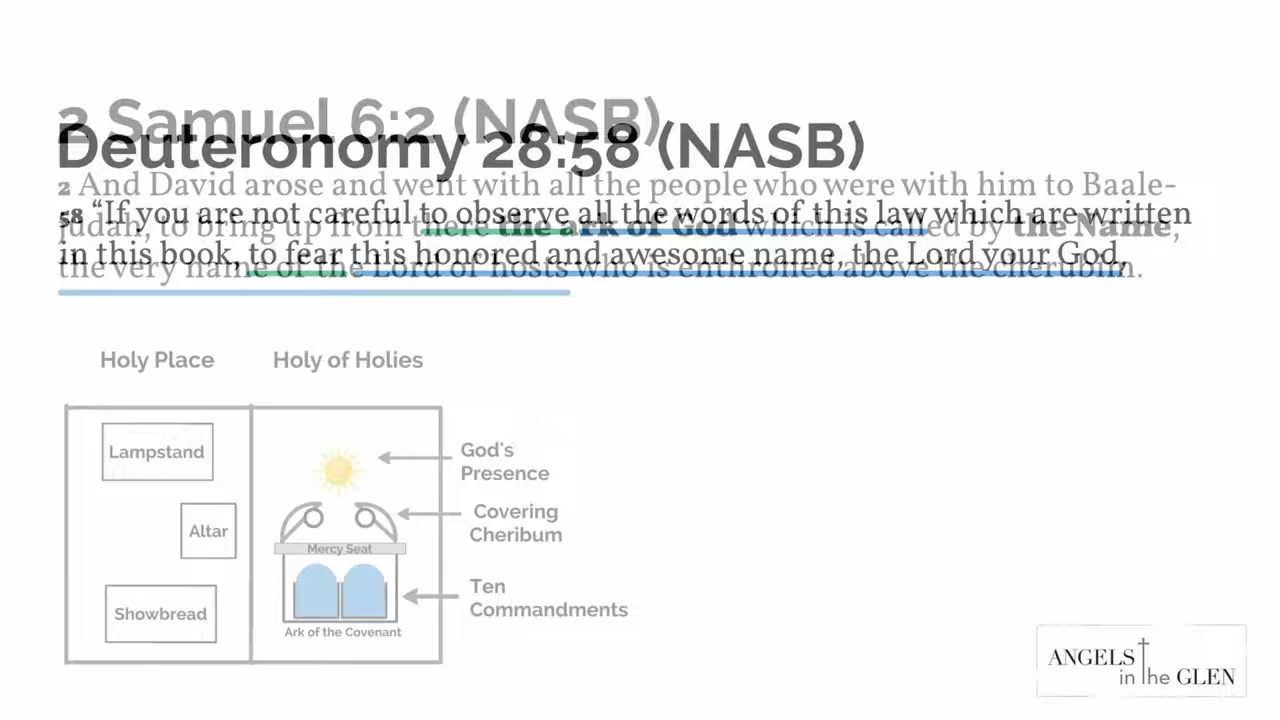 2 Samuel 6:2 (NASB)
Deuteronomy 28:58 (NASB)
2 And David arose and went with all the people who were with him to Baale-
58 “If you are not careful to observe all the words of this law which are written
Judah, to bring up from there the ark of God which is called by the Name,
in this book, to fear this honored and awesome name, the Lord your God,
the very name of the Lord of hosts who is enthroned above the cherubim.
Holy Place
Holy of Holies
Lampstand
God's
Presence
Covering
Cheribum
Altar
Mercy Seat
Ten
Commandments
Showbread
Ark of the Covenant
ANGELS
in the GLEN